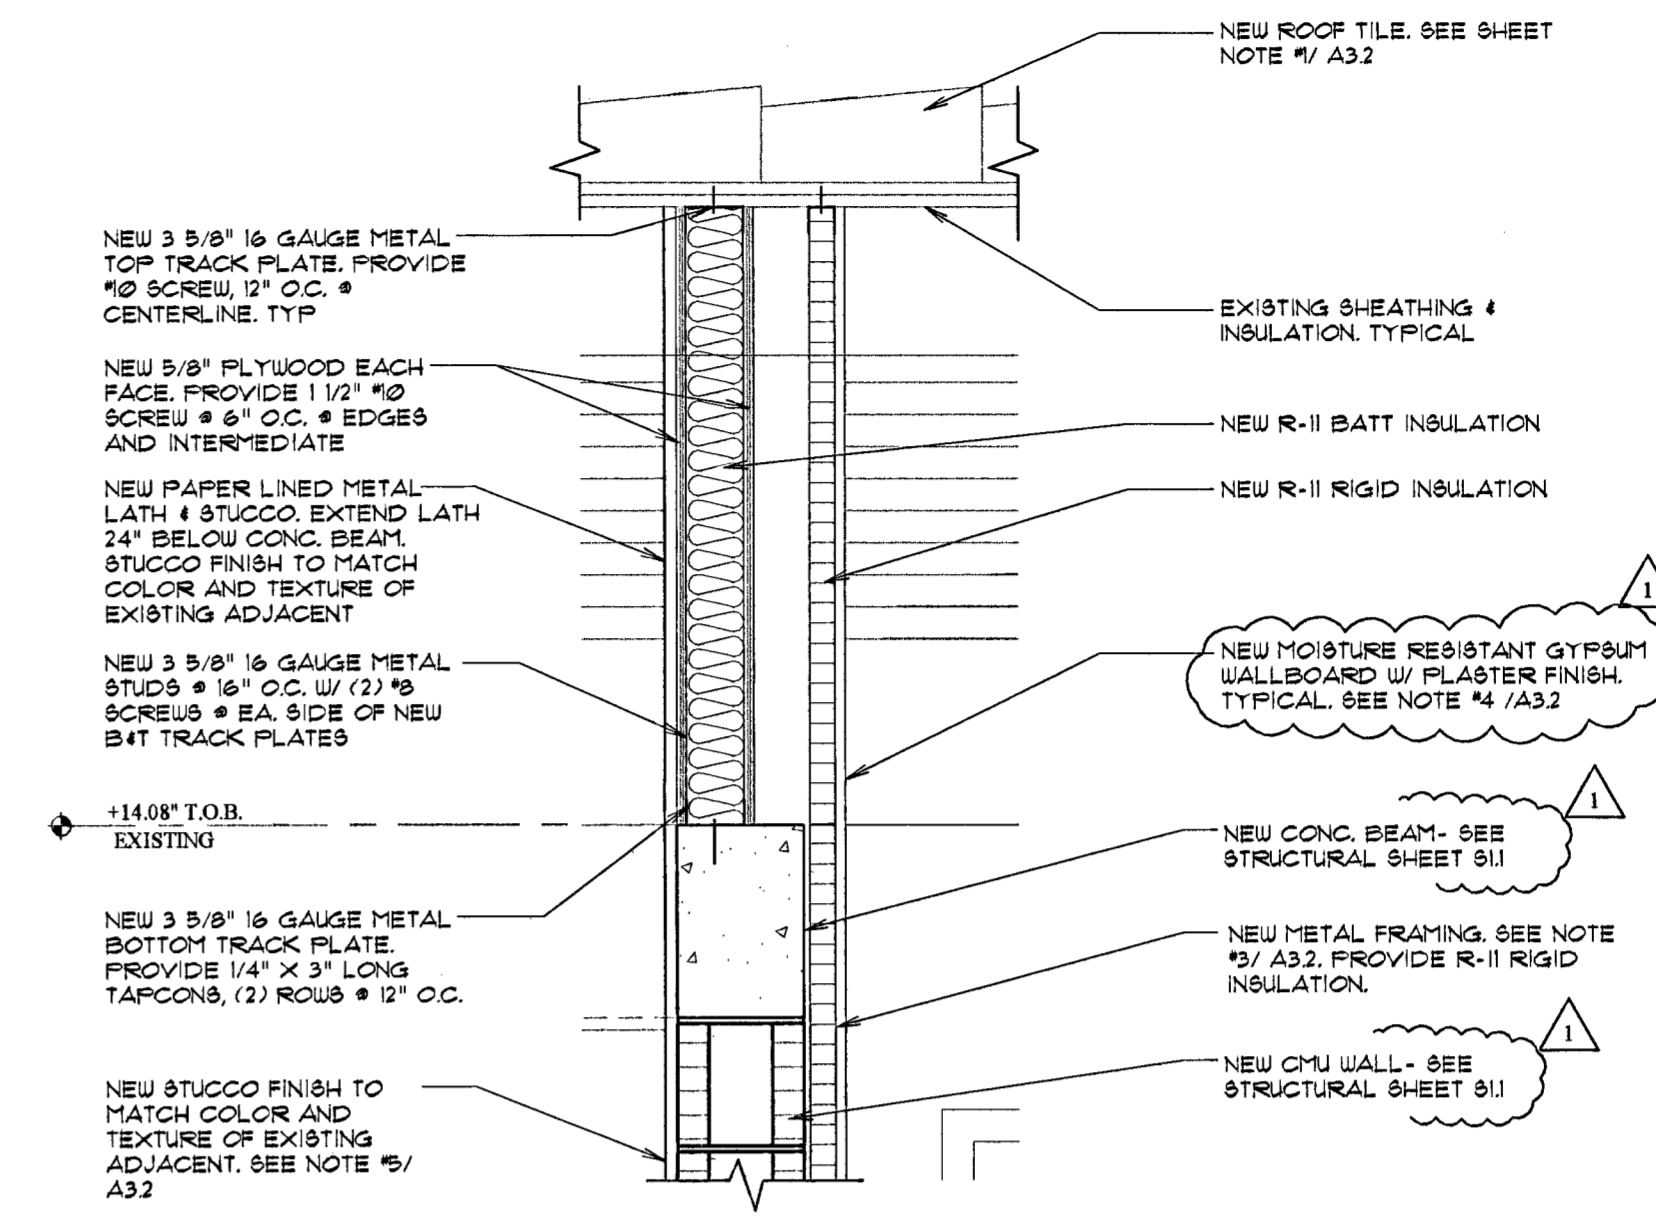 NEW ROOF TILE. SEE SHEET
NOTE #1/ A3.2
NEW 3 5/8" 16 GAUGE METAL
TOP TRACK PLATE. PROVIDE
#10 SCREW, 12" O.C. @
CENTERLINE. TYP
EXISTING SHEATHING &
INSULATION. TYPICAL
NEW 5/8" PLYWOOD EACH
FACE. PROVIDE 1 1/2" #10
SCREW @ 6" O.C. @ EDGES
AND INTERMEDIATE
NEW R-11 BATT INSULATION
NEW PAPER LINED METAL
LATH & STUCCO. EXTEND LATH
24" BELOW CONC. BEAM.
STUCCO FINISH TO MATCH
COLOR AND TEXTURE OF
EXISTING ADJACENT
NEW R-11 RIGID INSULATION
1
NEW MOISTURE RESISTANT GYPSUM
WALLBOARD W/ PLASTER FINISH.
TYPICAL. SEE NOTE #4 /A3.2
NEW 3 5/8" 16 GAUGE METAL
STUDS @ 16" O.C. W/ (2) #8
SCREWS @ EA. SIDE OF NEW
B&T TRACK PLATES
+14.08" T.O.B.
EXISTING
1
NEW CONC. BEAM- SEE
STRUCTURAL SHEET S1.1
NEW 3 5/8" 16 GAUGE METAL
BOTTOM TRACK PLATE.
PROVIDE 1/4" X 3" LONG
TAPCONS, (2) ROWS @ 12" O.C.
NEW METAL FRAMING. SEE NOTE
#3/ A3.2. PROVIDE R-11 RIGID
INSULATION.
1
NEW CMU WALL- SEE
STRUCTURAL SHEET S1.1
NEW STUCCO FINISH TO
MATCH COLOR AND
TEXTURE OF EXISTING
ADJACENT. SEE NOTE #5/
A3.2